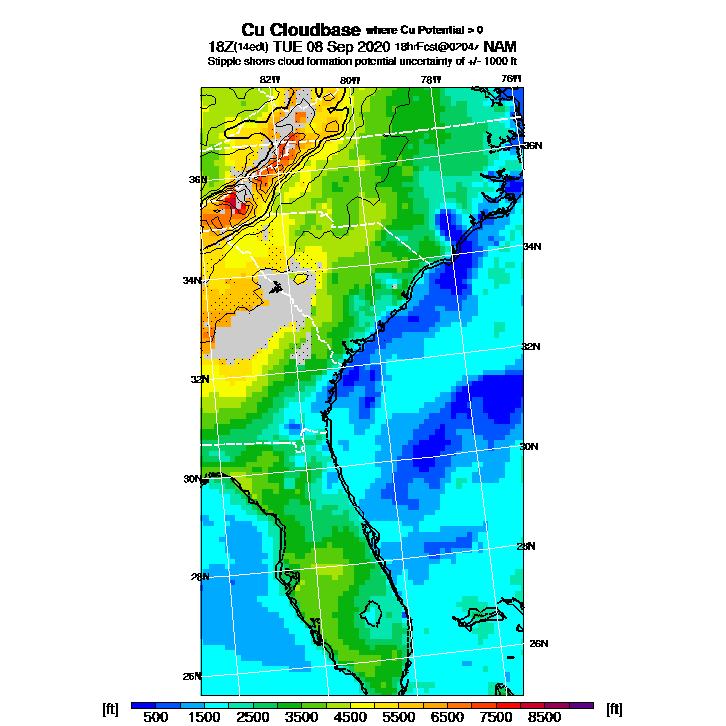 Cu Cloudbase where Cu Potential > 0
18Z(14edt) TUE 08 Sep 2020 18hrFcst@0204z NAM
Stipple shows cloud formation potential uncertainty of +/- 1000 ft
82W 80W 78W 76W
36N
36N
34N
34N
32N
32N
30N
30N
28N
28N
26N
26N
[ft] 500 1500 2500 3500 4500 5500 6500 7500 8500 [ft]